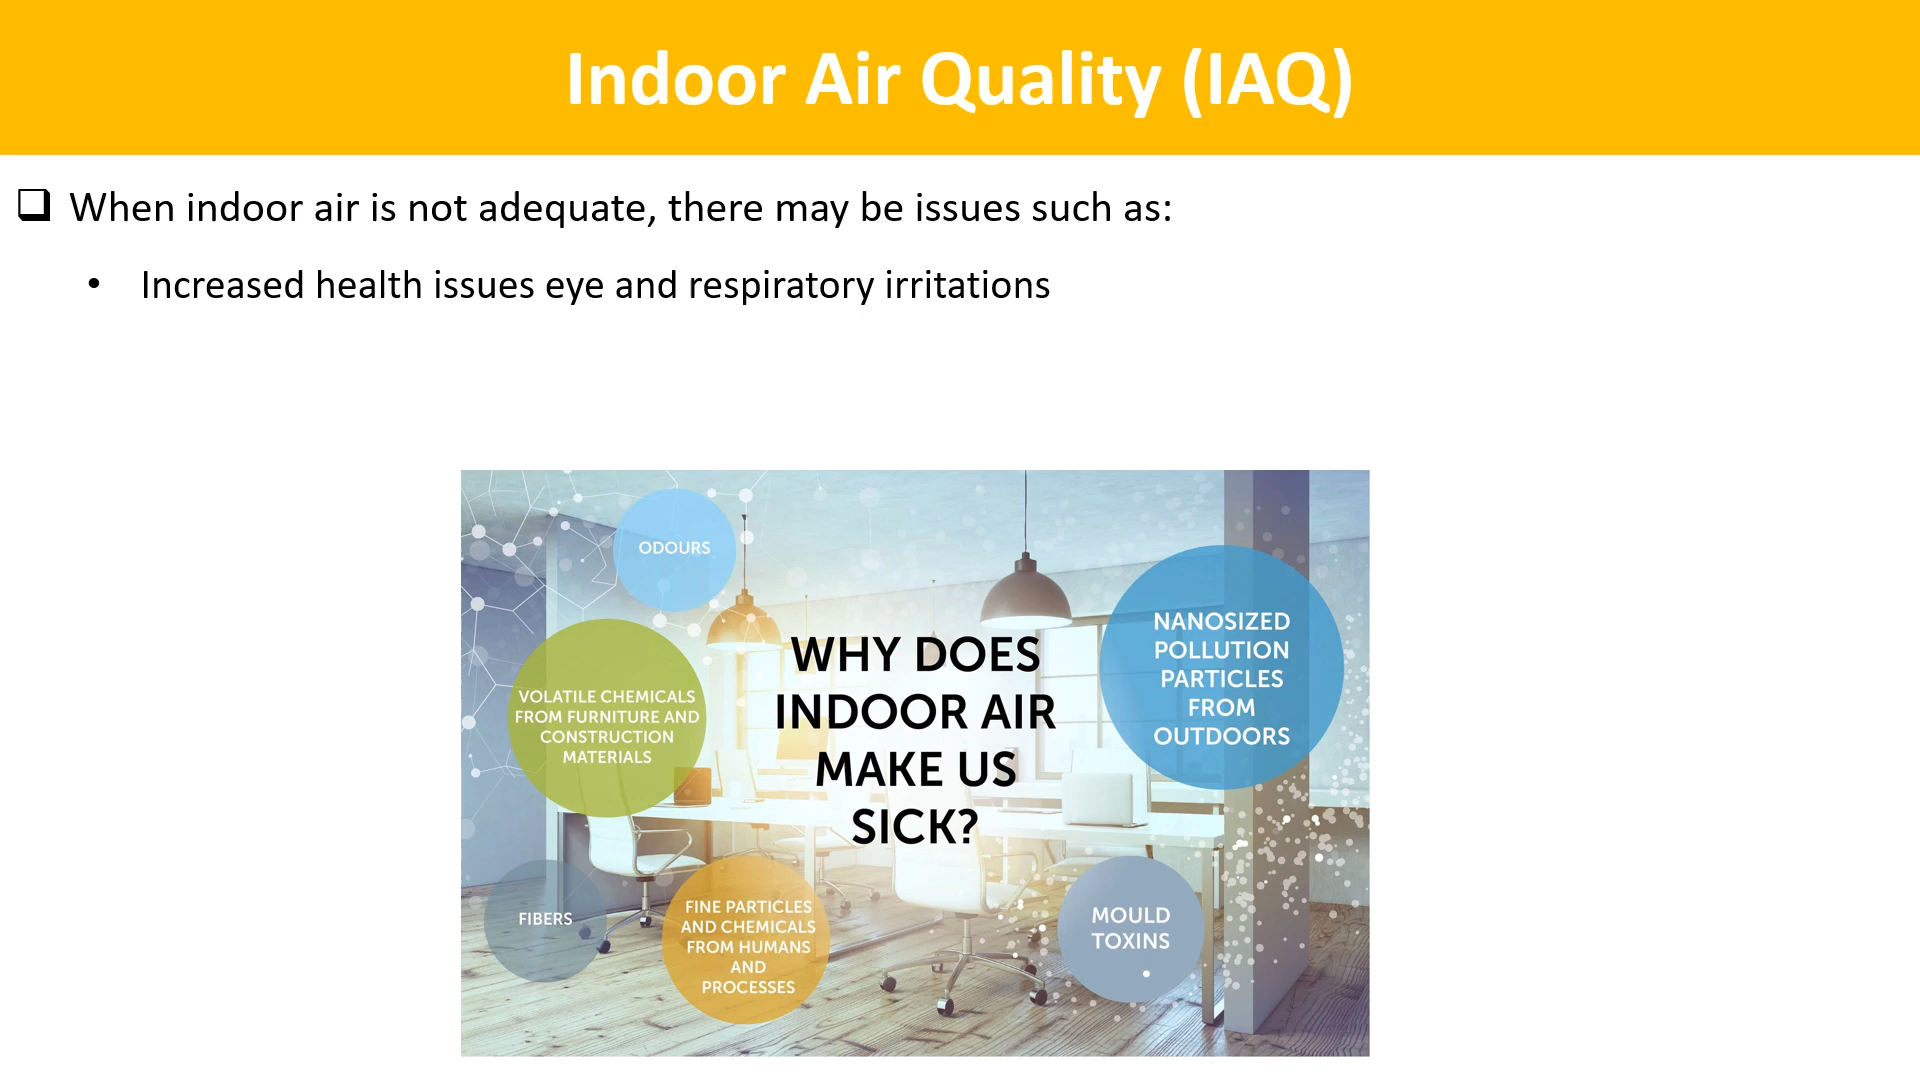 Indoor Air Quality (IAQ)
❑ When indoor air is not adequate, there may be issues such as:
• Increased health issues eye and respiratory irritations
ODOURS
NANOSIZED
POLLUTION
PARTICLES
FROM
OUTDOORS
WHY DOES
INDOOR AIR
MAKE US
SICK?
VOLATILE CHEMICALS
FROM FURNITURE AND
CONSTRUCTION
MATERIALS
FIBERS
FINE PARTICLES
AND CHEMICALS
FROM HUMANS
AND
PROCESSES
MOULD
TOXINS